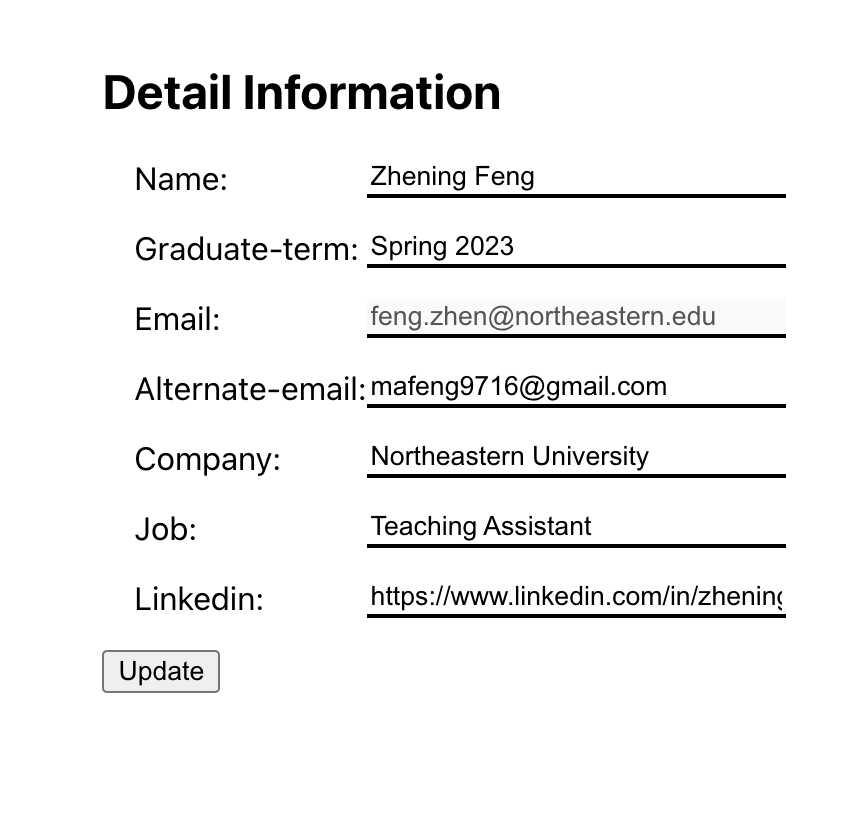 Detail Information
Name: Zhening Feng
Graduate-term: Spring 2023
Email: feng.zhen@northeastern.edu
Alternate-email: mafeng9716@gmail.com
Company: Northeastern University
Job: Teaching Assistant
Linkedin: https://www.linkedin.com/in/zhening
Update